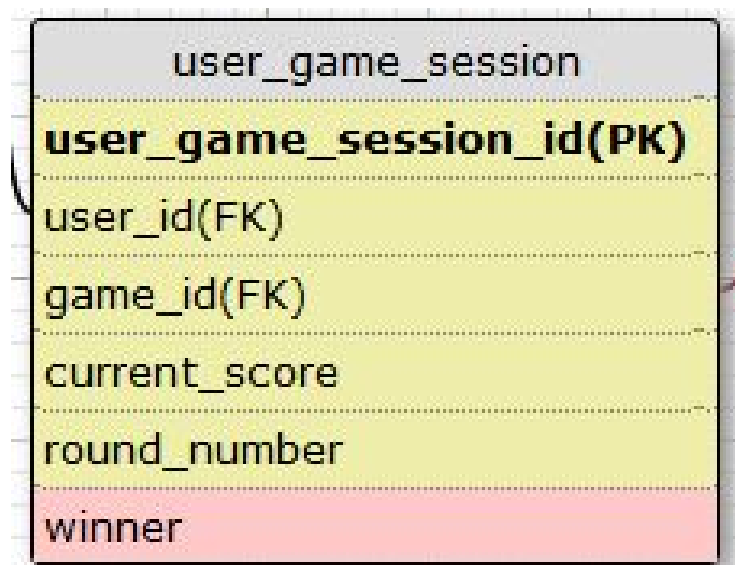 user_game_session
user_game_session_id(PK)
user_id(FK)
game_id(FK)
current_score
round_number
winner